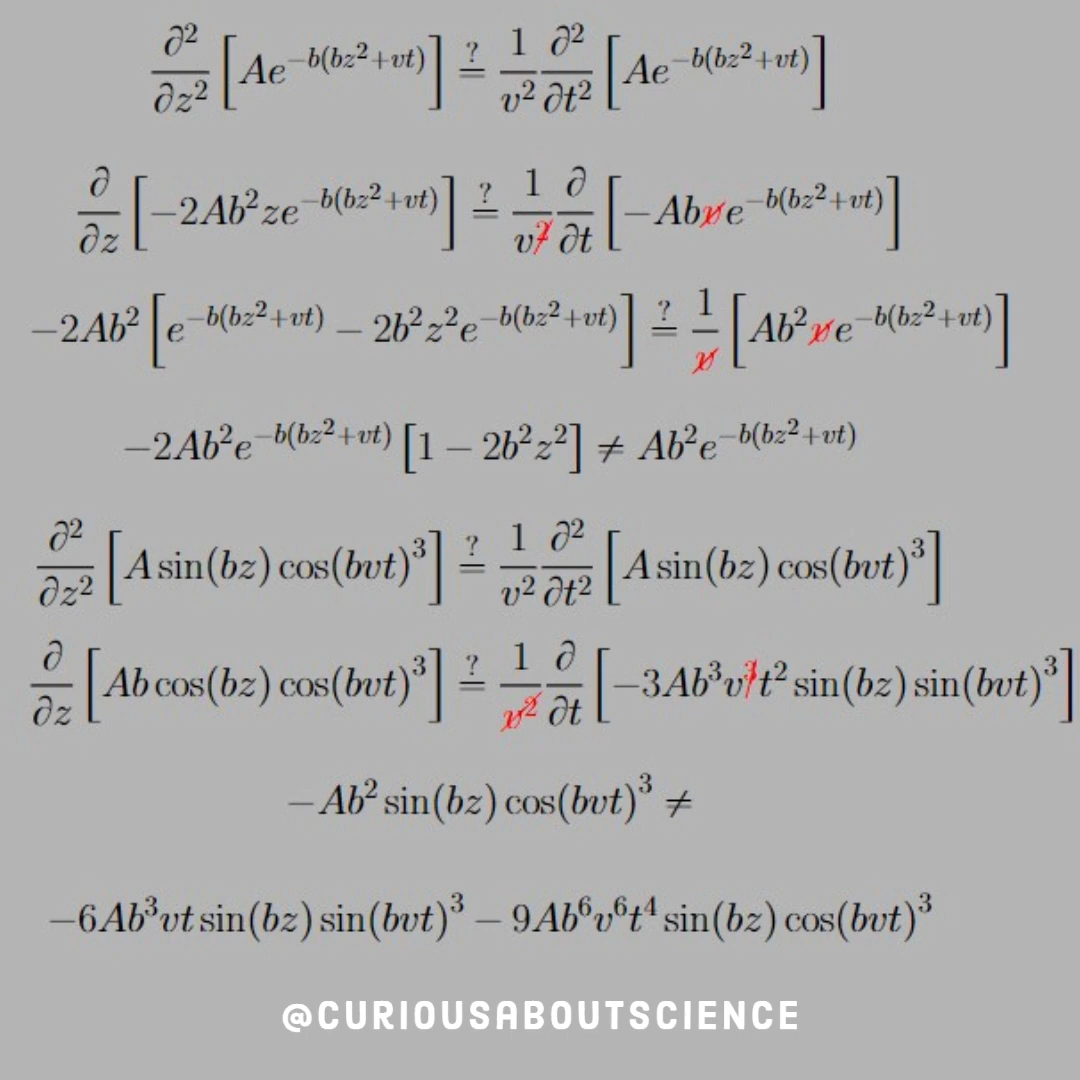 ∂²/∂z² [Ae^{-b(bz²+vt)}] ≟ 1/v² ∂²/∂t² [Ae^{-b(bz²+vt)}]
∂/∂z [-2Ab²ze^{-b(bz²+vt)}] ≟ 1/v² ∂/∂t [-Abve^{-b(bz²+vt)}]
-2Ab² [e^{-b(bz²+vt)} - 2b²z²e^{-b(bz²+vt)}] ≟ 1/v [Ab²ve^{-b(bz²+vt)}]
-2Ab²e^{-b(bz²+vt)} [1 - 2b²z²] ≠ Ab²e^{-b(bz²+vt)}
∂²/∂z² [A sin(bz) cos(bvt)³] ≟ 1/v² ∂²/∂t² [A sin(bz) cos(bvt)³]
∂/∂z [Ab cos(bz) cos(bvt)³] ≟ 1/v² ∂/∂t [-3Ab³v³t² sin(bz) sin(bvt)³]
-Ab² sin(bz) cos(bvt)³ ≠
-6Ab³vt sin(bz) sin(bvt)³ - 9Ab⁶v⁶t⁴ sin(bz) cos(bvt)³
@CURIOUSABOUTSCIENCE